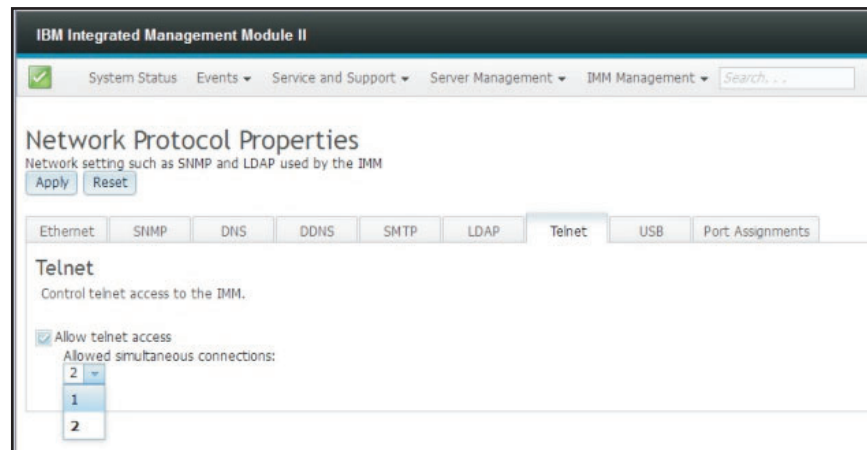 IBM Integrated Management Module II
System Status Events Service and Support Server Management IMM Management Search. . .
Network Protocol Properties
Network setting such as SNMP and LDAP used by the IMM
Apply Reset
Ethernet SNMP DNS DDNS SMTP LDAP Telnet USB Port Assignments
Telnet
Control telnet access to the IMM.
Allow telnet access
Allowed simultaneous connections:
2
1
2